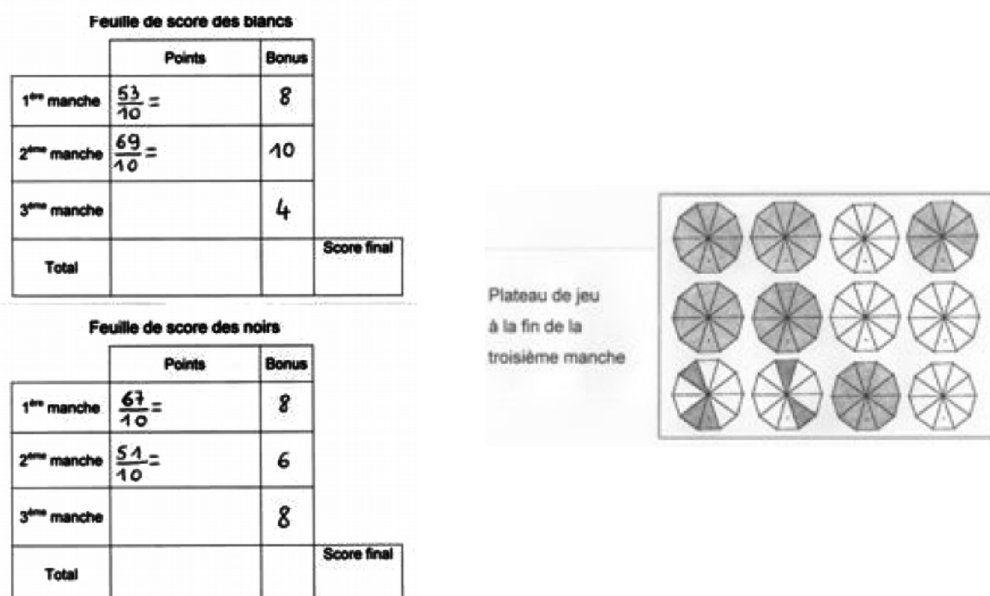 Feuille de score des blancs
Points Bonus
1ère manche 53/10 = 8
2ème manche 69/10 = 10
3ème manche 4
Score final
Total
Feuille de score des noirs
Points Bonus
1ère manche 67/10 = 8
2ème manche 51/10 = 6
3ème manche 8
Score final
Total
Plateau de jeu
à la fin de la
troisième manche